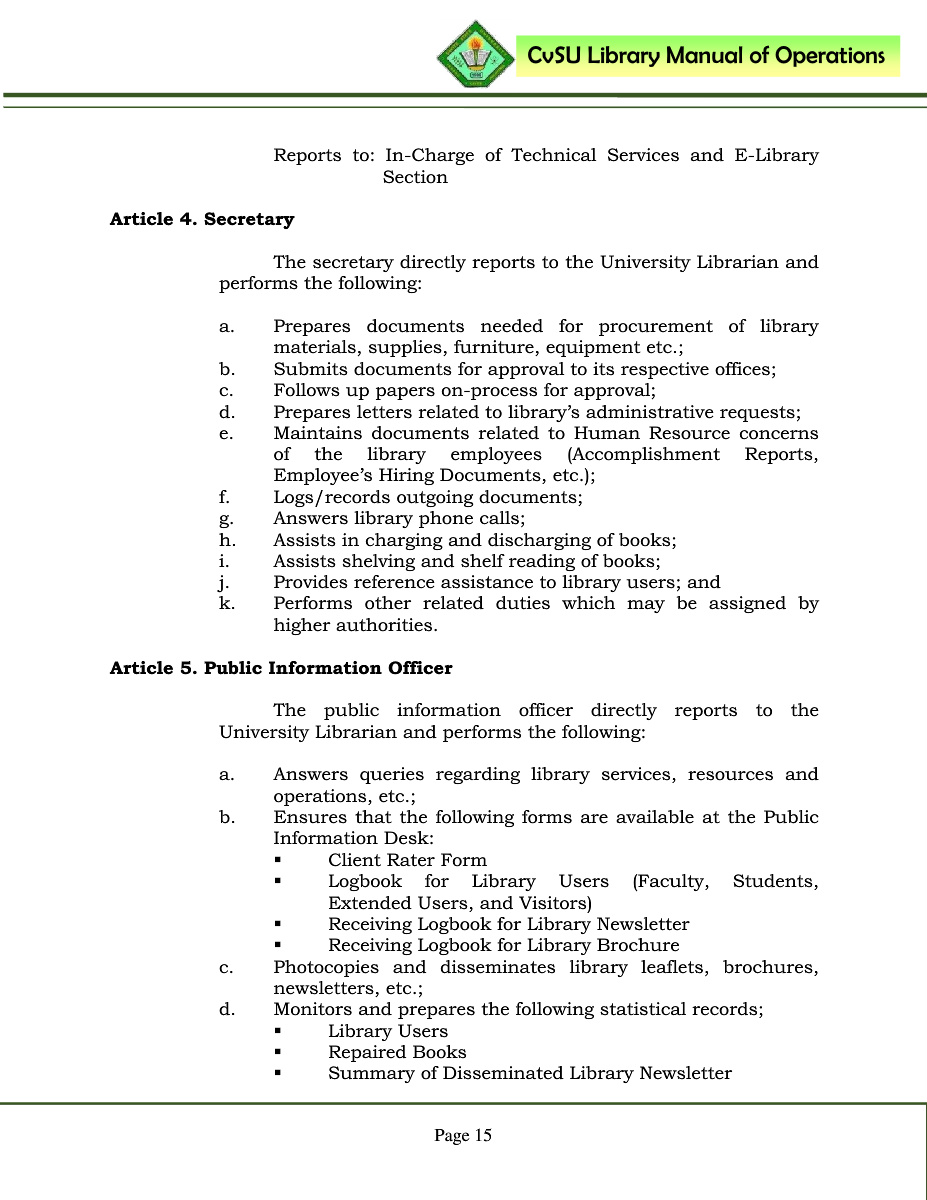 CvSU Library Manual of Operations
Reports to: In-Charge of Technical Services and E-Library
Section
Article 4. Secretary
The secretary directly reports to the University Librarian and
performs the following:
a. Prepares documents needed for procurement of library
materials, supplies, furniture, equipment etc.;
b. Submits documents for approval to its respective offices;
c. Follows up papers on-process for approval;
d. Prepares letters related to library’s administrative requests;
e. Maintains documents related to Human Resource concerns
of the library employees (Accomplishment Reports,
Employee’s Hiring Documents, etc.);
f. Logs/records outgoing documents;
g. Answers library phone calls;
h. Assists in charging and discharging of books;
i. Assists shelving and shelf reading of books;
j. Provides reference assistance to library users; and
k. Performs other related duties which may be assigned by
higher authorities.
Article 5. Public Information Officer
The public information officer directly reports to the
University Librarian and performs the following:
a. Answers queries regarding library services, resources and
operations, etc.;
b. Ensures that the following forms are available at the Public
Information Desk:
▪ Client Rater Form
▪ Logbook for Library Users (Faculty, Students,
Extended Users, and Visitors)
▪ Receiving Logbook for Library Newsletter
▪ Receiving Logbook for Library Brochure
c. Photocopies and disseminates library leaflets, brochures,
newsletters, etc.;
d. Monitors and prepares the following statistical records;
▪ Library Users
▪ Repaired Books
▪ Summary of Disseminated Library Newsletter
Page 15